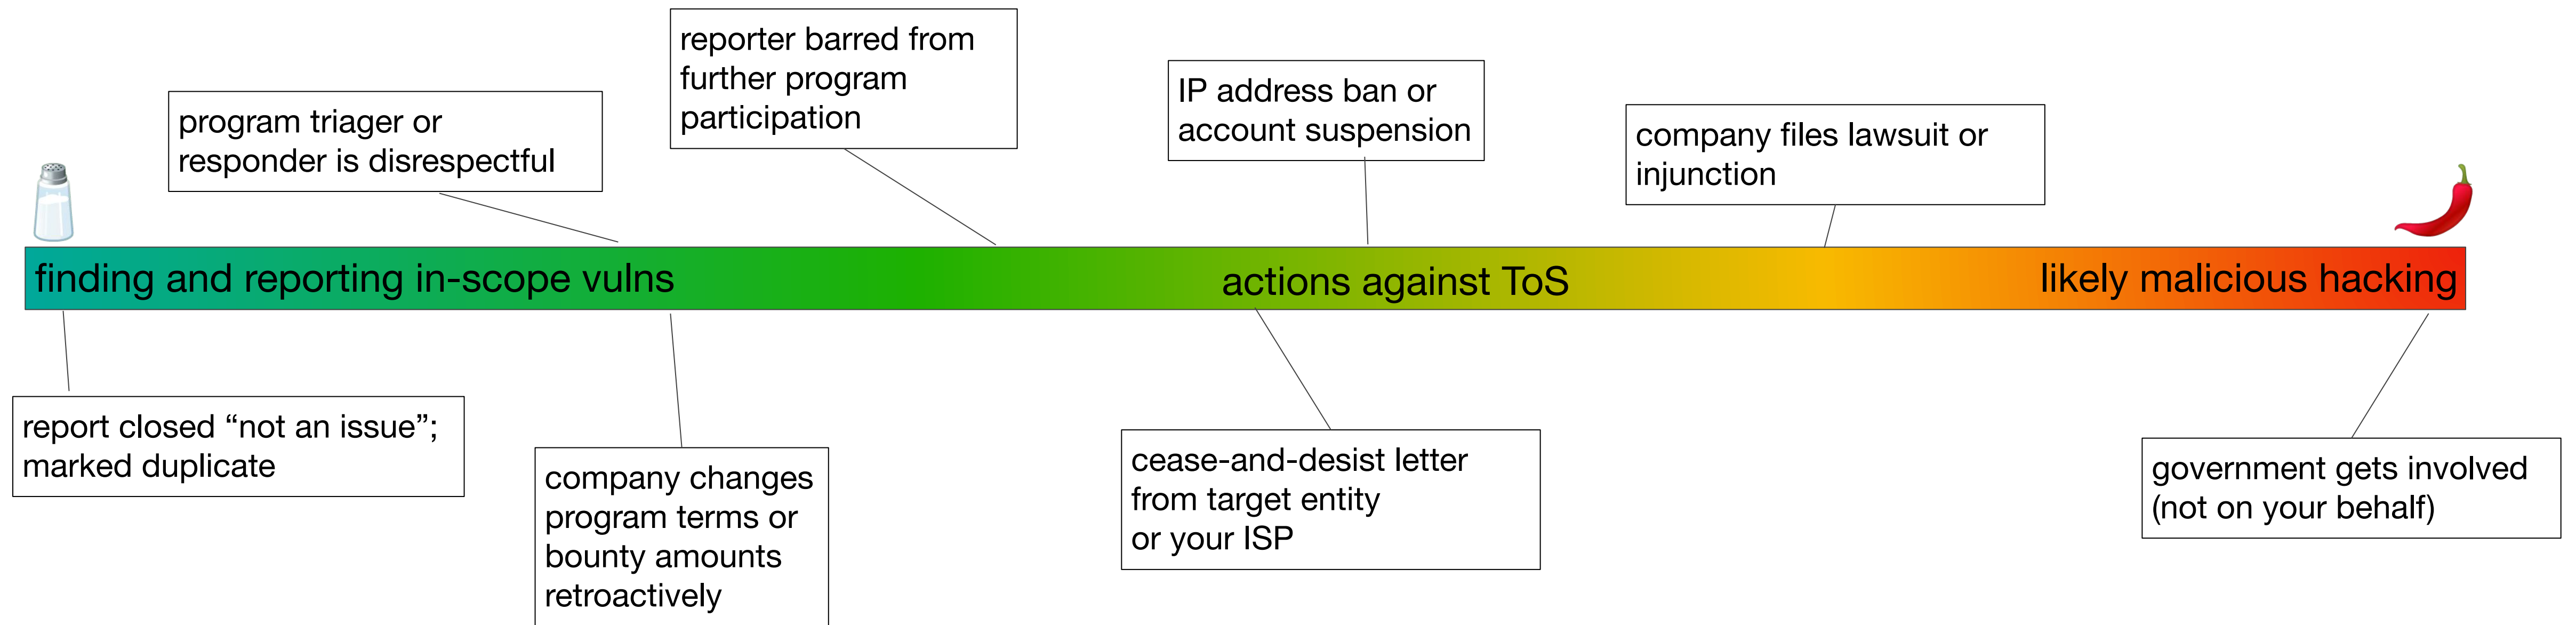 reporter barred from
further program
participation
IP address ban or
account suspension
program triager or
responder is disrespectful
company files lawsuit or
injunction
finding and reporting in-scope vulns
actions against ToS
likely malicious hacking
report closed “not an issue”;
marked duplicate
company changes
program terms or
bounty amounts
retroactively
cease-and-desist letter
from target entity
or your ISP
government gets involved
(not on your behalf)